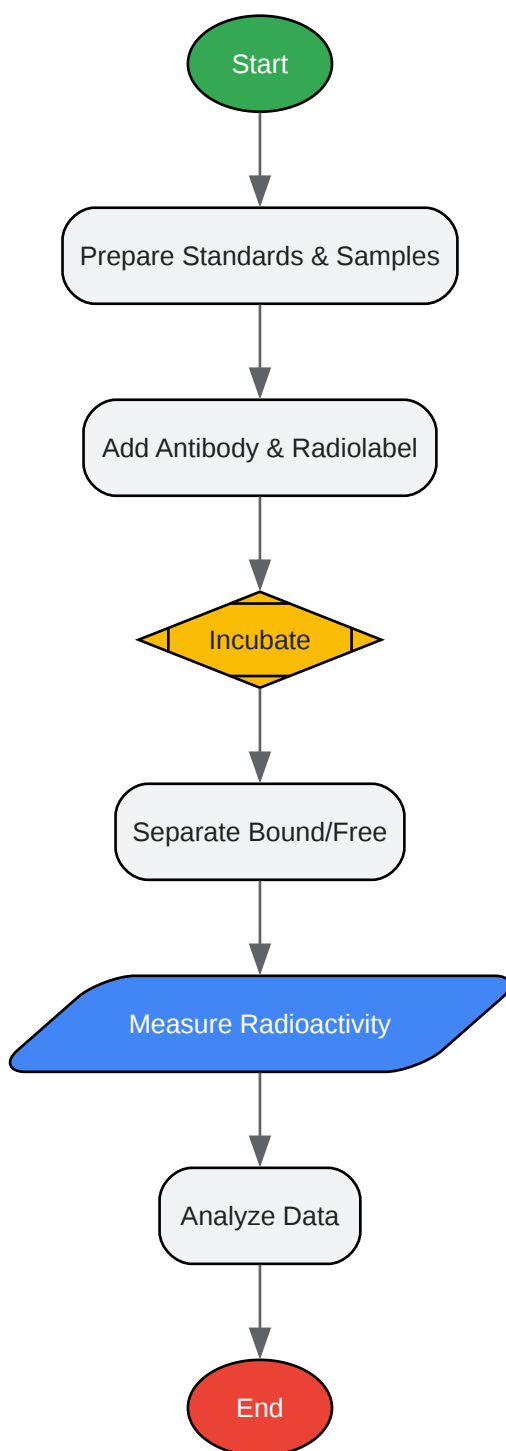 Start
Prepare Standards & Samples
Add Antibody & Radiolabel
Incubate
Separate Bound/Free
Measure Radioactivity
Analyze Data
End